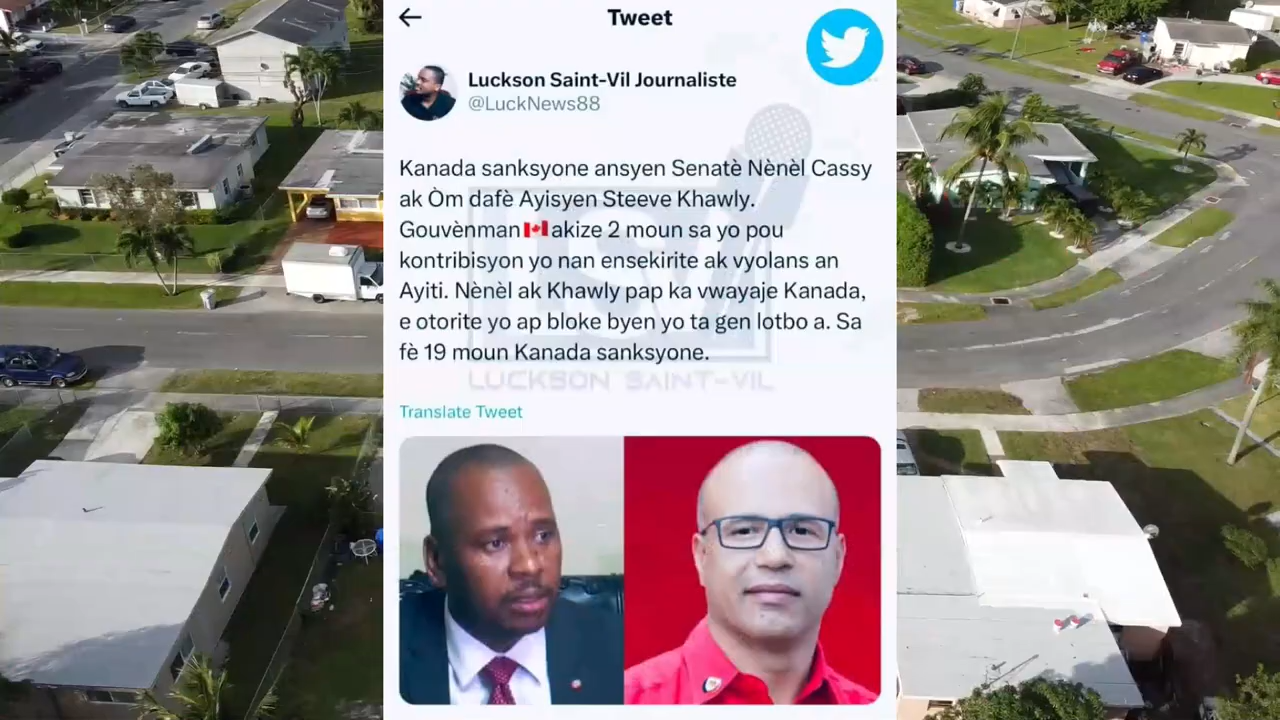 Tweet
Luckson Saint-Vil Journaliste
@LuckNews88
Kanada sanksyone ansyen Senatè Nènèl Cassy
ak Òm dafè Ayisyen Steeve Khawly.
Gouvènman🇨🇦akize 2 moun sa yo pou
kontribisyon yo nan ensekirite ak vyolans an
Ayiti. Nènèl ak Khawly pap ka vwayaje Kanada,
e otorite yo ap bloke byen yo ta gen lotbo a. Sa
fè 19 moun Kanada sanksyone.
LSV
LUCKSON SAINT-VIL
Translate Tweet